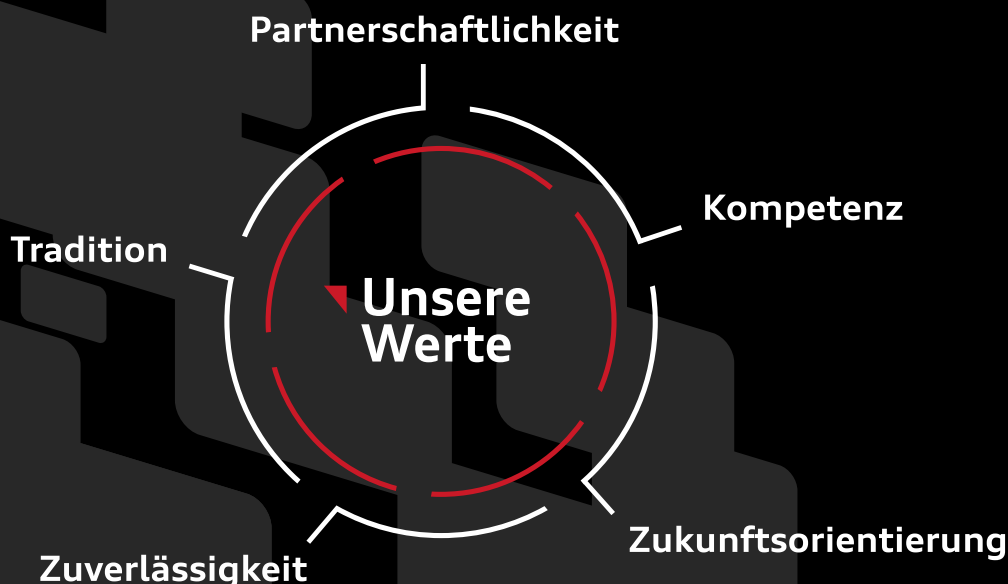 Partnerschaftlichkeit
Kompetenz
Tradition
Unsere
Werte
Zukunftsorientierung
Zuverlässigkeit